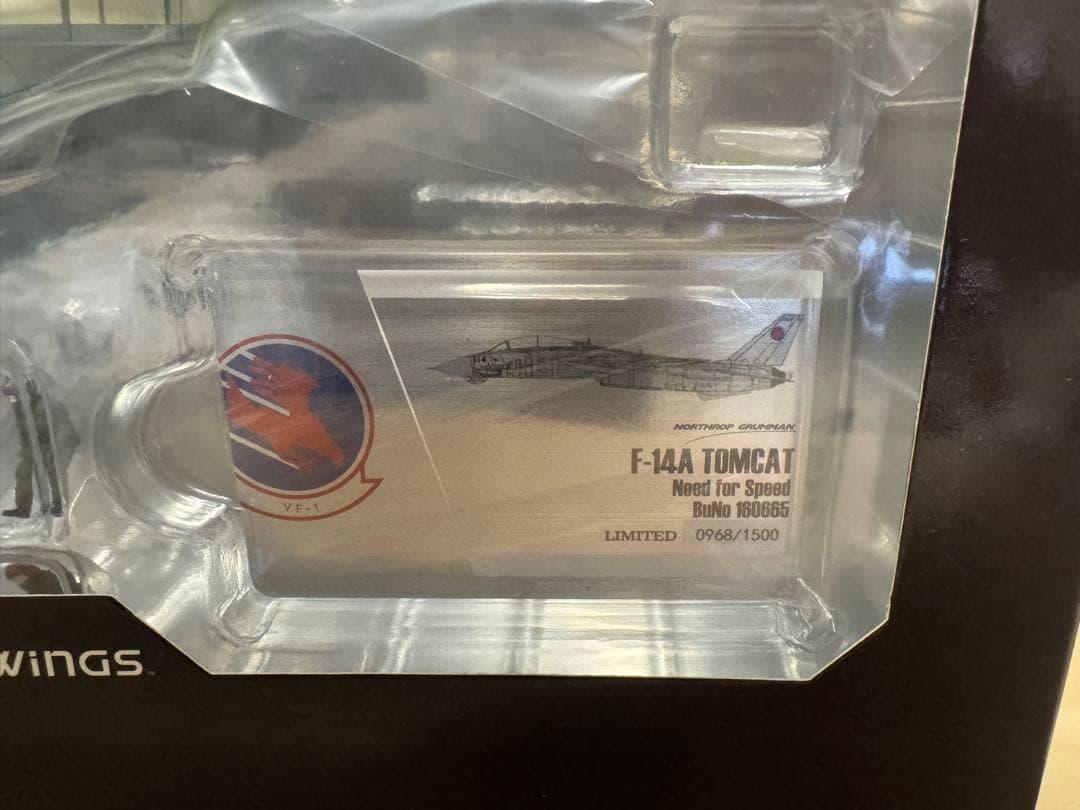 VF-1
NORTHROP GRUMMAN
F-14A TOMCAT
Need for Speed
BuNo 160665
LIMITED 0968/1500
WiNGS